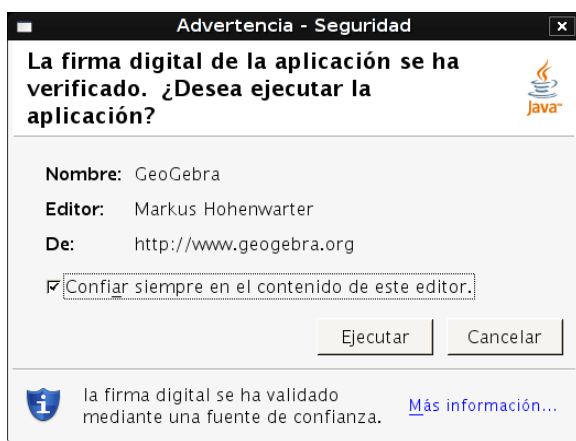 Advertencia - Seguridad
La firma digital de la aplicación se ha
verificado. ¿Desea ejecutar la
aplicación?
Java™
Nombre: GeoGebra
Editor: Markus Hohenwarter
De: http://www.geogebra.org
Confiar siempre en el contenido de este editor.
Ejecutar Cancelar
la firma digital se ha validado
mediante una fuente de confianza. Más información...